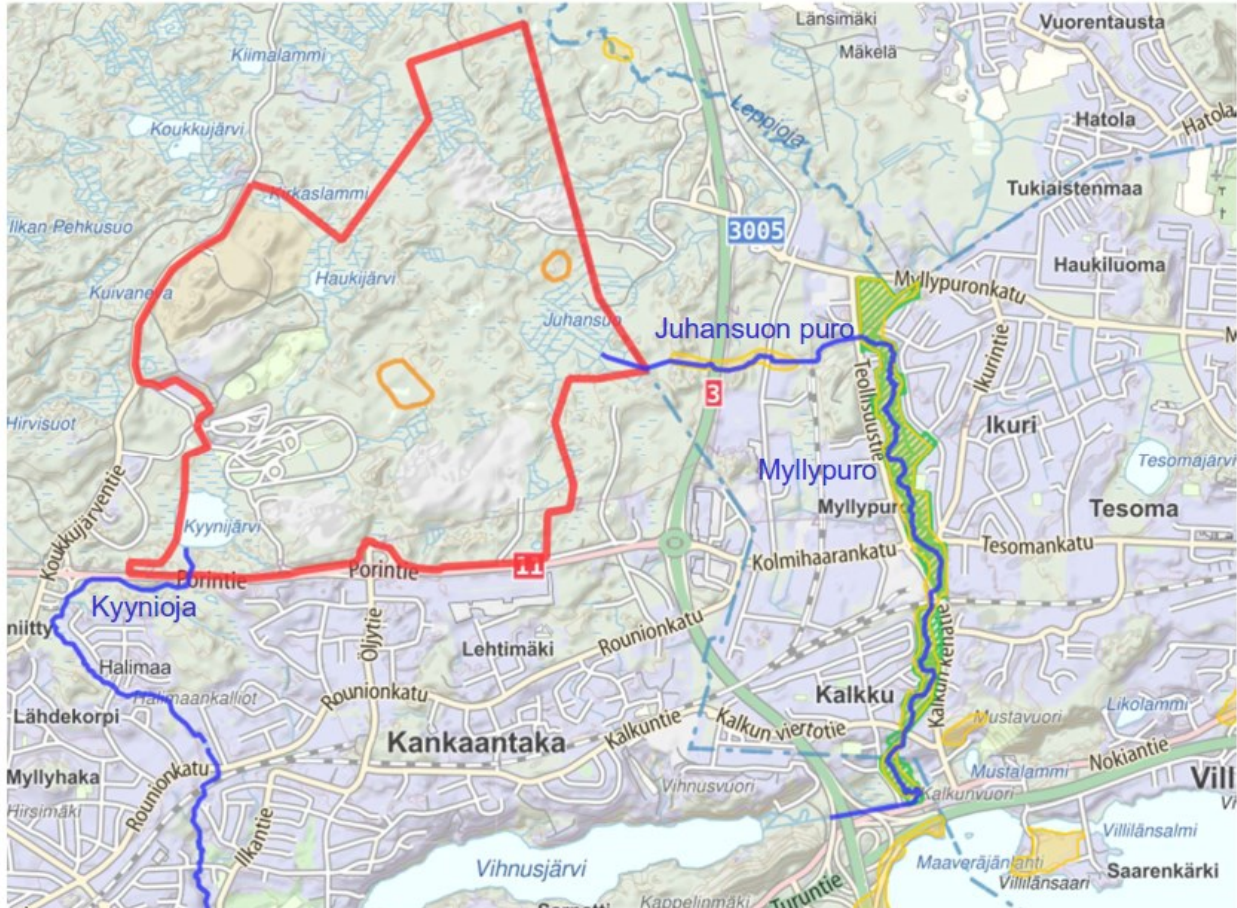 Länsimäki
Vuorentausta
Mäkelä
Kiimalammi
Leppioja
Koukkujärvi
Hatola
Hatola
Kirkaslammi
Tukiaistenmaa
Ilkan Pehkusuo
3005
Haukiluoma
Haukijärvi
Kuivaneva
Myllypuronkatu
Juhansuo
Juhansuon puro
Ikurintie
3
Teollisuustie
Hirvisuot
Ikuri
Tesomajärvi
Myllypuro
Koukkujärventie
Kyynijärvi
Tesoma
Kolmihaarankatu
Tesomankatu
11
Porintie
Porintie
Kyynioja
niitty
Öljytie
Lehtimäki
Rounionkatu
Halimaa
Halimaankalliot
Rounionkatu
Kalkku
Likolammi
Lähdekorpi
Kalkuntie
Kalkun viertotie
Mustavuori
Kankaantaka
Nokiantie
Myllyhaka
Rounionkatu
Vihnusvuori
Mustalammi
Vill
Kalkunvuori
Hirsimäki
Ilkantie
Villilänsalmi
Vihnusjärvi
Maaveräjänlahti
Saarenkärki
Villilänsaari
Turuntie
Kappelinmäki